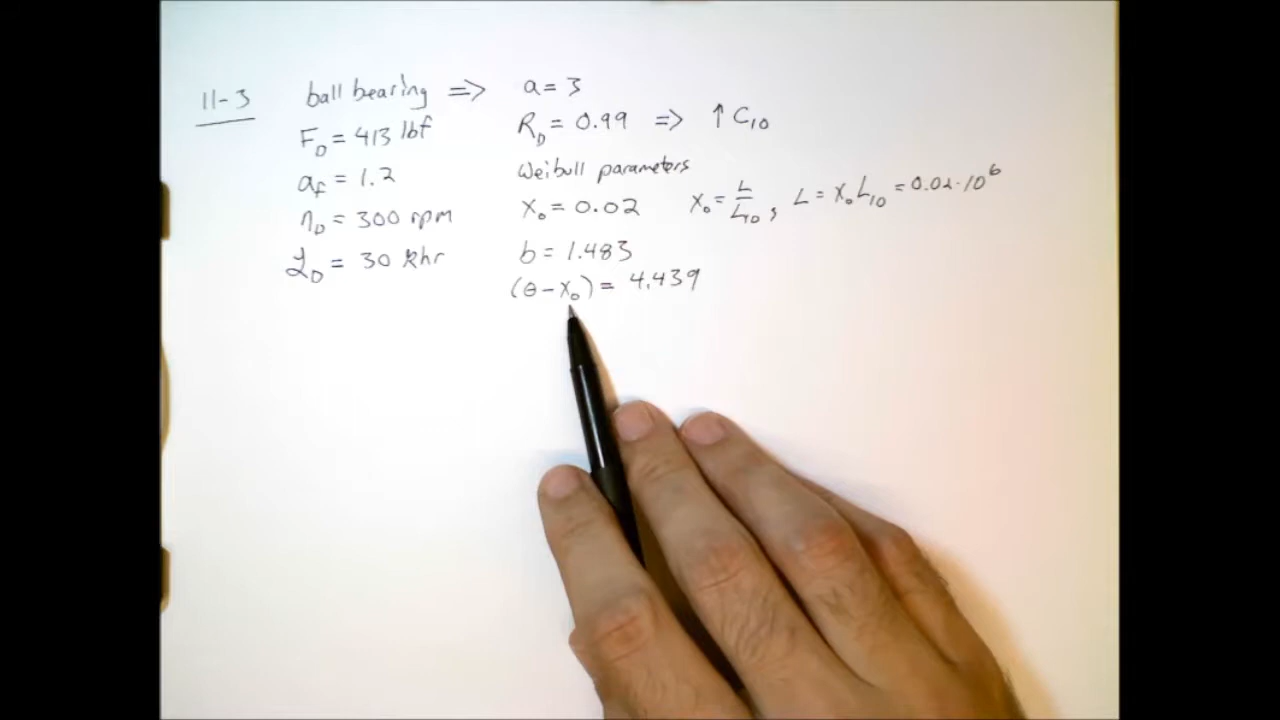 11-3 ball bearing => a = 3
F_D = 413 lbf R_D = 0.99 => ↑ C_10
a_f = 1.2 Weibull parameters
n_D = 300 rpm x_0 = 0.02 x_0 = L/L_10, L = x_0 L_10 = 0.02·10^6
ℒ_D = 30 khr b = 1.483
(θ - x_0) = 4.439